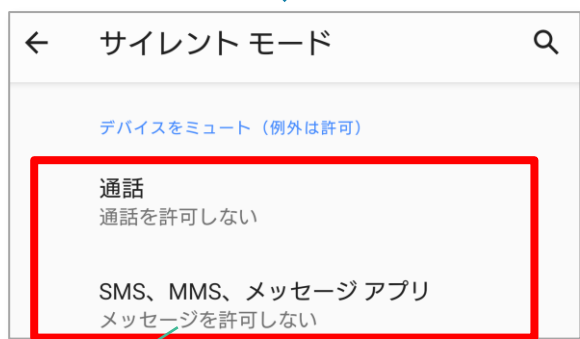 サイレント モード
デバイスをミュート（例外は許可）
通話
通話を許可しない
SMS、MMS、メッセージ アプリ
メッセージを許可しない